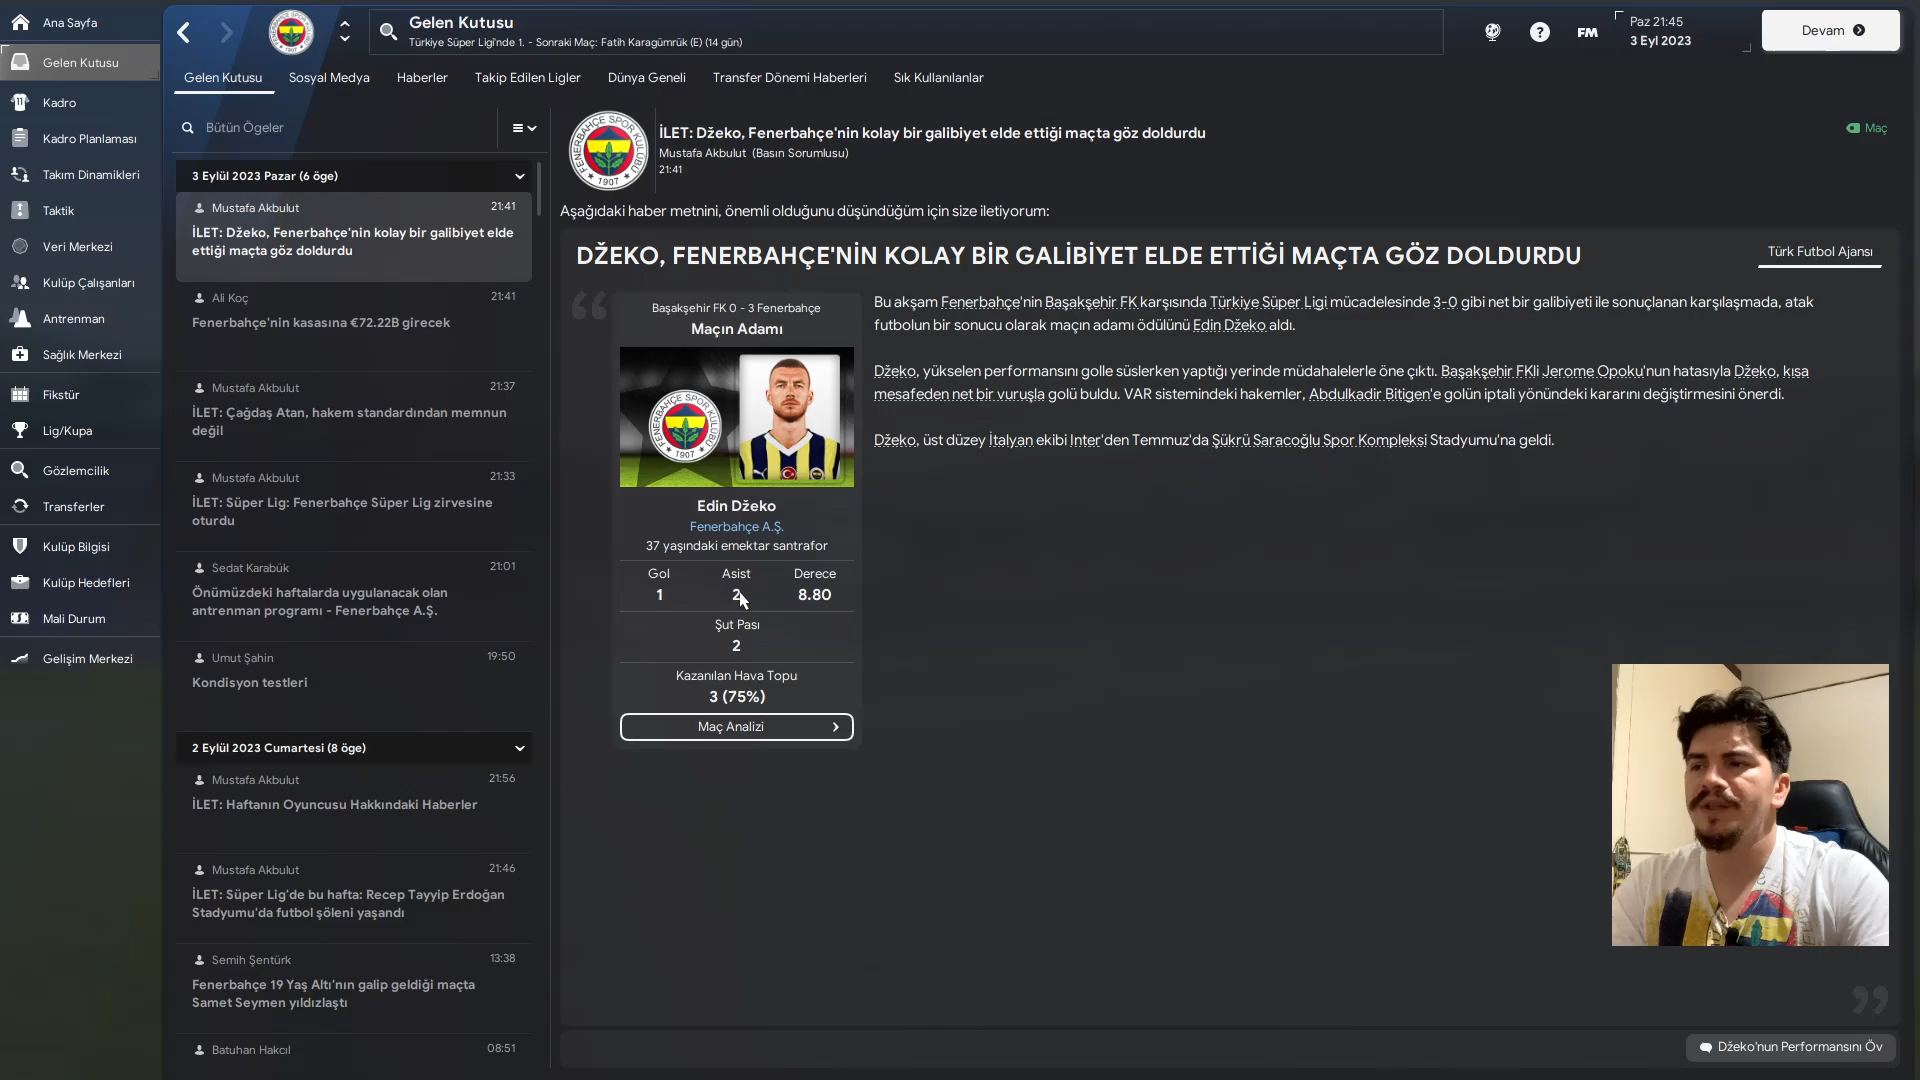 Ana Sayfa
Gelen Kutusu
Kadro
Kadro Planlaması
Takım Dinamikleri
Taktik
Veri Merkezi
Kulüp Çalışanları
Antrenman
Sağlık Merkezi
Fikstür
Lig/Kupa
Gözlemcilik
Transferler
Kulüp Bilgisi
Kulüp Hedefleri
Mali Durum
Gelişim Merkezi
Gelen Kutusu
Türkiye Süper Ligi'nde 1. - Sonraki Maç: Fatih Karagümrük (E) (14 gün)
FM
Paz 21:45
3 Eyl 2023
Devam
Gelen Kutusu Sosyal Medya Haberler Takip Edilen Ligler Dünya Geneli Transfer Dönemi Haberleri Sık Kullanılanlar
Bütün Ögeler
3 Eylül 2023 Pazar (6 öge)
Mustafa Akbulut 21:41
İLET: Džeko, Fenerbahçe'nin kolay bir galibiyet elde
ettiği maçta göz doldurdu
Ali Koç 21:41
Fenerbahçe'nin kasasına €72.22B girecek
Mustafa Akbulut 21:37
İLET: Çağdaş Atan, hakem standardından memnun
değil
Mustafa Akbulut 21:33
İLET: Süper Lig: Fenerbahçe Süper Lig zirvesine
oturdu
Sedat Karabük 21:01
Önümüzdeki haftalarda uygulanacak olan
antrenman programı - Fenerbahçe A.Ş.
Umut Şahin 19:50
Kondisyon testleri
2 Eylül 2023 Cumartesi (8 öge)
Mustafa Akbulut 21:56
İLET: Haftanın Oyuncusu Hakkındaki Haberler
Mustafa Akbulut 21:46
İLET: Süper Lig'de bu hafta: Recep Tayyip Erdoğan
Stadyumu'da futbol şöleni yaşandı
Semih Şentürk 13:38
Fenerbahçe 19 Yaş Altı'nın galip geldiği maçta
Samet Seymen yıldızlaştı
Batuhan Hakcıl 08:51
FENERBAHÇE SPOR KULÜBÜ
1907
İLET: Džeko, Fenerbahçe'nin kolay bir galibiyet elde ettiği maçta göz doldurdu
Mustafa Akbulut (Basın Sorumlusu)
21:41
Maç
Aşağıdaki haber metnini, önemli olduğunu düşündüğüm için size iletiyorum:
DŽEKO, FENERBAHÇE'NİN KOLAY BİR GALİBİYET ELDE ETTİĞİ MAÇTA GÖZ DOLDURDU
Türk Futbol Ajansı
Başakşehir FK 0 - 3 Fenerbahçe
Maçın Adamı
FENERBAHÇE SPOR KULÜBÜ
1907
Edin Džeko
Fenerbahçe A.Ş.
37 yaşındaki emektar santrafor
Gol Asist Derece
1 2 8.80
Şut Pası
2
Kazanılan Hava Topu
3 (75%)
Maç Analizi
Bu akşam Fenerbahçe'nin Başakşehir FK karşısında Türkiye Süper Ligi mücadelesinde 3-0 gibi net bir galibiyeti ile sonuçlanan karşılaşmada, atak
futbolun bir sonucu olarak maçın adamı ödülünü Edin Džeko aldı.
Džeko, yükselen performansını golle süslerken yaptığı yerinde müdahalelerle öne çıktı. Başakşehir FKli Jerome Opoku'nun hatasıyla Džeko, kısa
mesafeden net bir vuruşla golü buldu. VAR sistemindeki hakemler, Abdulkadir Bitigen'e golün iptali yönündeki kararını değiştirmesini önerdi.
Džeko, üst düzey İtalyan ekibi Inter'den Temmuz'da Şükrü Saracoğlu Spor Kompleksi Stadyumu'na geldi.
Džeko'nun Performansını Öv